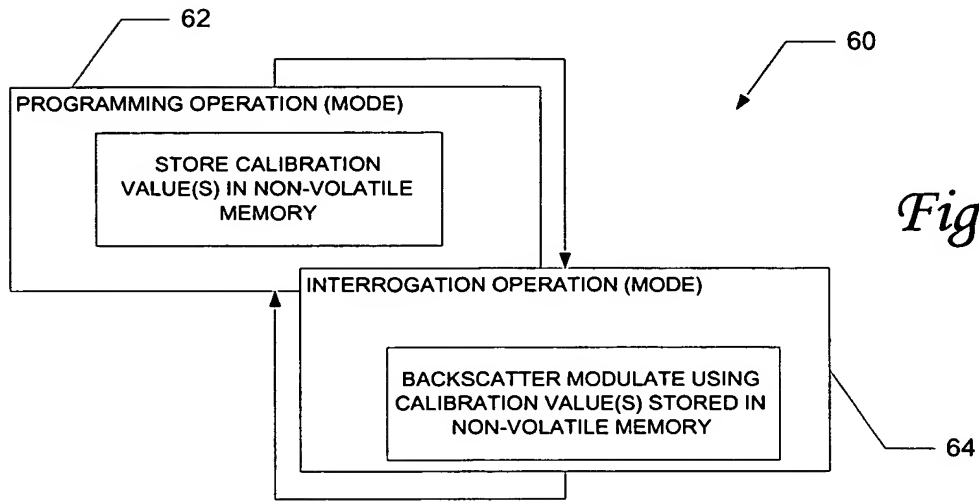 62
60
PROGRAMMING OPERATION (MODE)
STORE CALIBRATION
VALUE(S) IN NON-VOLATILE
MEMORY
Fig
INTERROGATION OPERATION (MODE)
BACKSCATTER MODULATE USING
CALIBRATION VALUE(S) STORED IN
NON-VOLATILE MEMORY
64